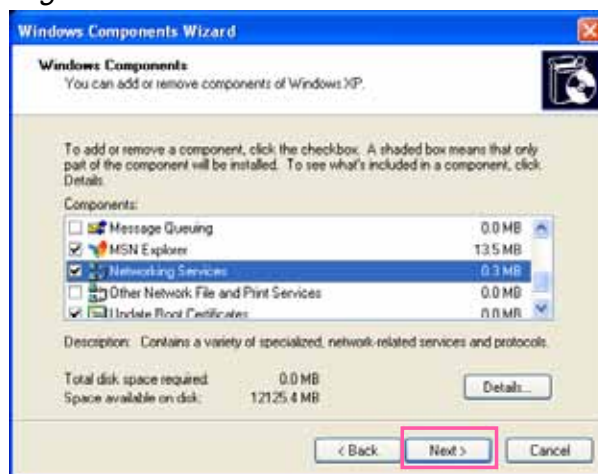 Windows Components Wizard
Windows Components
You can add or remove components of Windows XP.
To add or remove a component, click the checkbox. A shaded box means that only
part of the component will be installed. To see what's included in a component, click
Details.
Components:
Message Queuing 0.0 MB
MSN Explorer 13.5 MB
Networking Services 0.3 MB
Other Network File and Print Services 0.0 MB
Update Root Certificates 0.0 MB
Description: Contains a variety of specialized, network-related services and protocols.
Total disk space required: 0.0 MB
Space available on disk: 12125.4 MB
Details...
< Back Next > Cancel